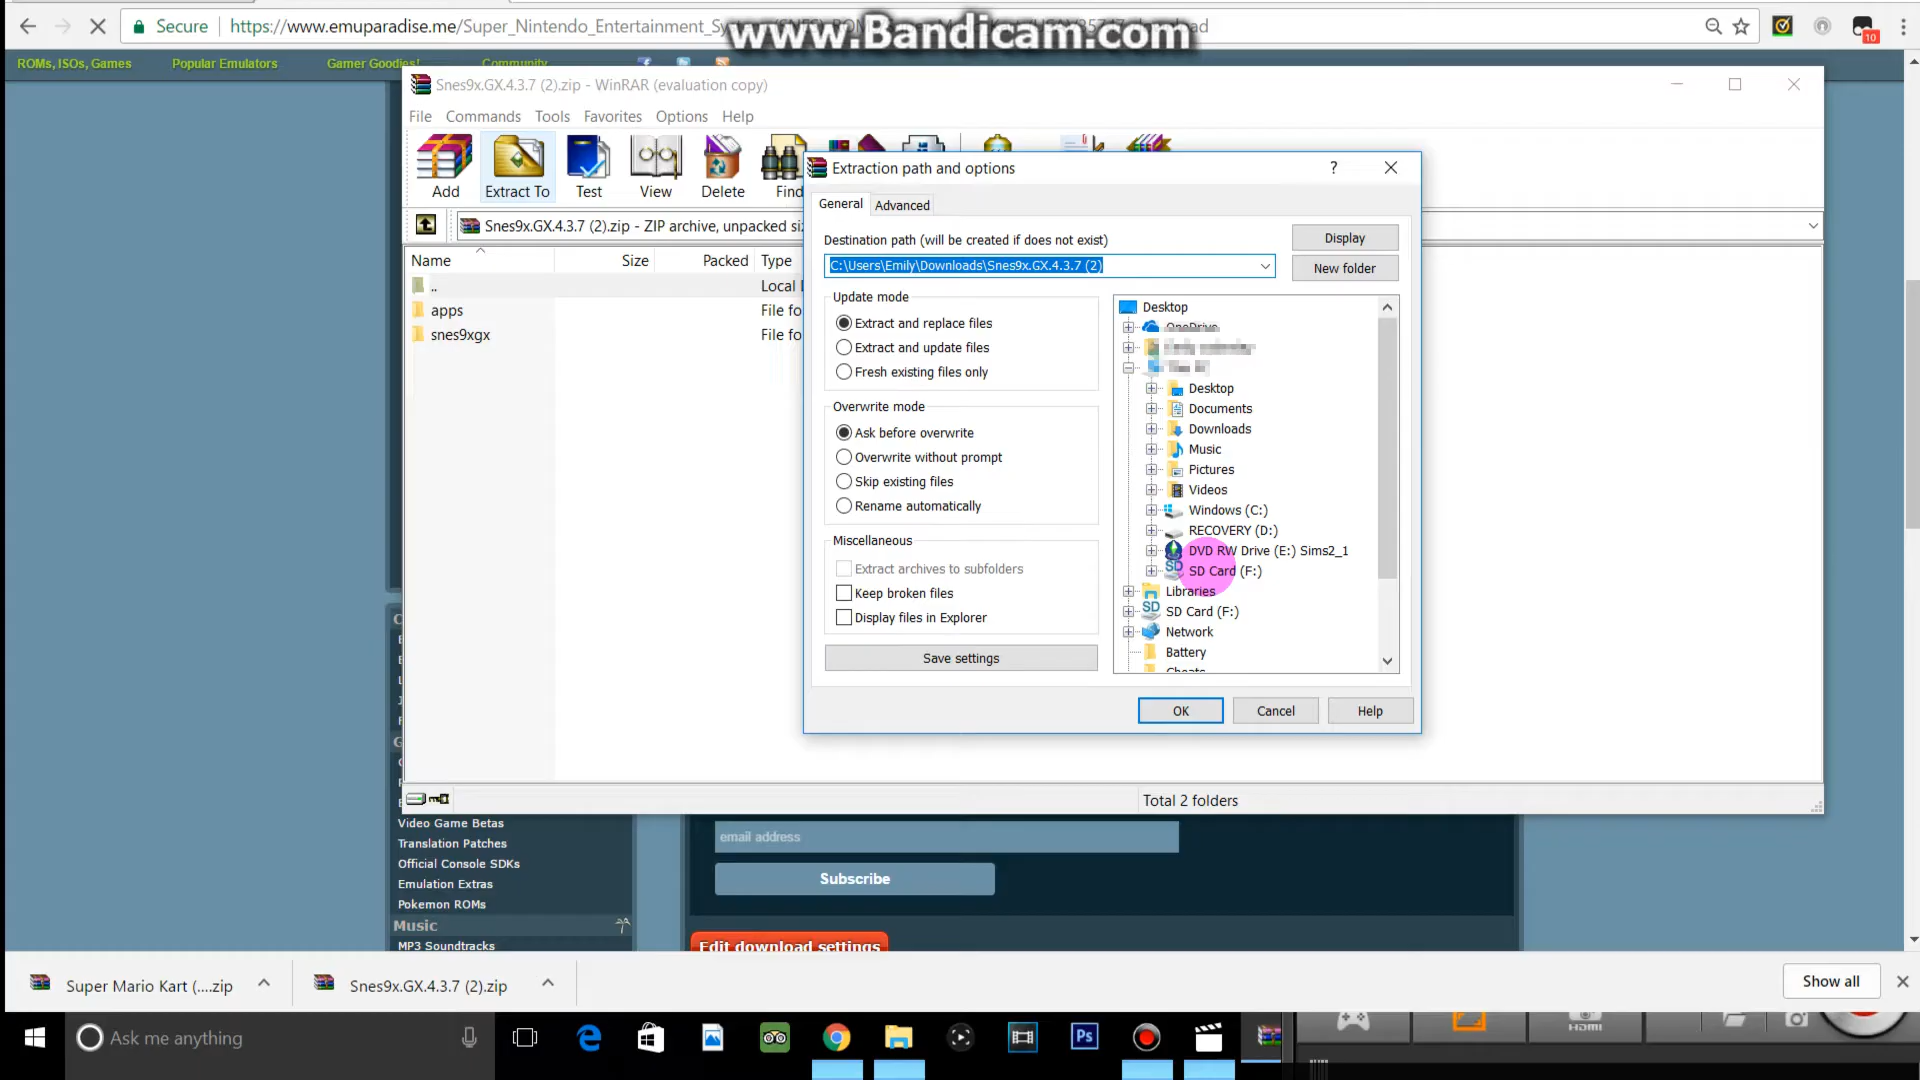 Secure
https://www.emuparadise.me/Super_Nintendo_Entertainment_Sy
www.Bandicam.com
10
ROMs, ISOs, Games
Popular Emulators
Gamer Goodies!
Community
Snes9x.GX.4.3.7 (2).zip - WinRAR (evaluation copy)
File
Commands
Tools
Favorites
Options
Help
Add
Extract To
Test
View
Delete
Find
Snes9x.GX.4.3.7 (2).zip - ZIP archive, unpacked si
Name
Size
Packed
Type
..
Local
apps
File fo
snes9xgx
File fo
Extraction path and options
?
General
Advanced
Destination path (will be created if does not exist)
Display
C:\Users\Emily\Downloads\Snes9x.GX.4.3.7 (2)
New folder
Update mode
Extract and replace files
Extract and update files
Fresh existing files only
Overwrite mode
Ask before overwrite
Overwrite without prompt
Skip existing files
Rename automatically
Miscellaneous
Extract archives to subfolders
Keep broken files
Display files in Explorer
Save settings
Desktop
OneDrive
Desktop
Documents
Downloads
Music
Pictures
Videos
Windows (C:)
RECOVERY (D:)
DVD RW Drive (E:) Sims2_1
SD Card (F:)
Libraries
SD Card (F:)
Network
Battery
Cheats
OK
Cancel
Help
Total 2 folders
Video Game Betas
Translation Patches
Official Console SDKs
Emulation Extras
Pokemon ROMs
Music
MP3 Soundtracks
email address
Subscribe
Edit download settings
Super Mario Kart (....zip
Snes9x.GX.4.3.7 (2).zip
Show all
Ask me anything
Ps
HDMI